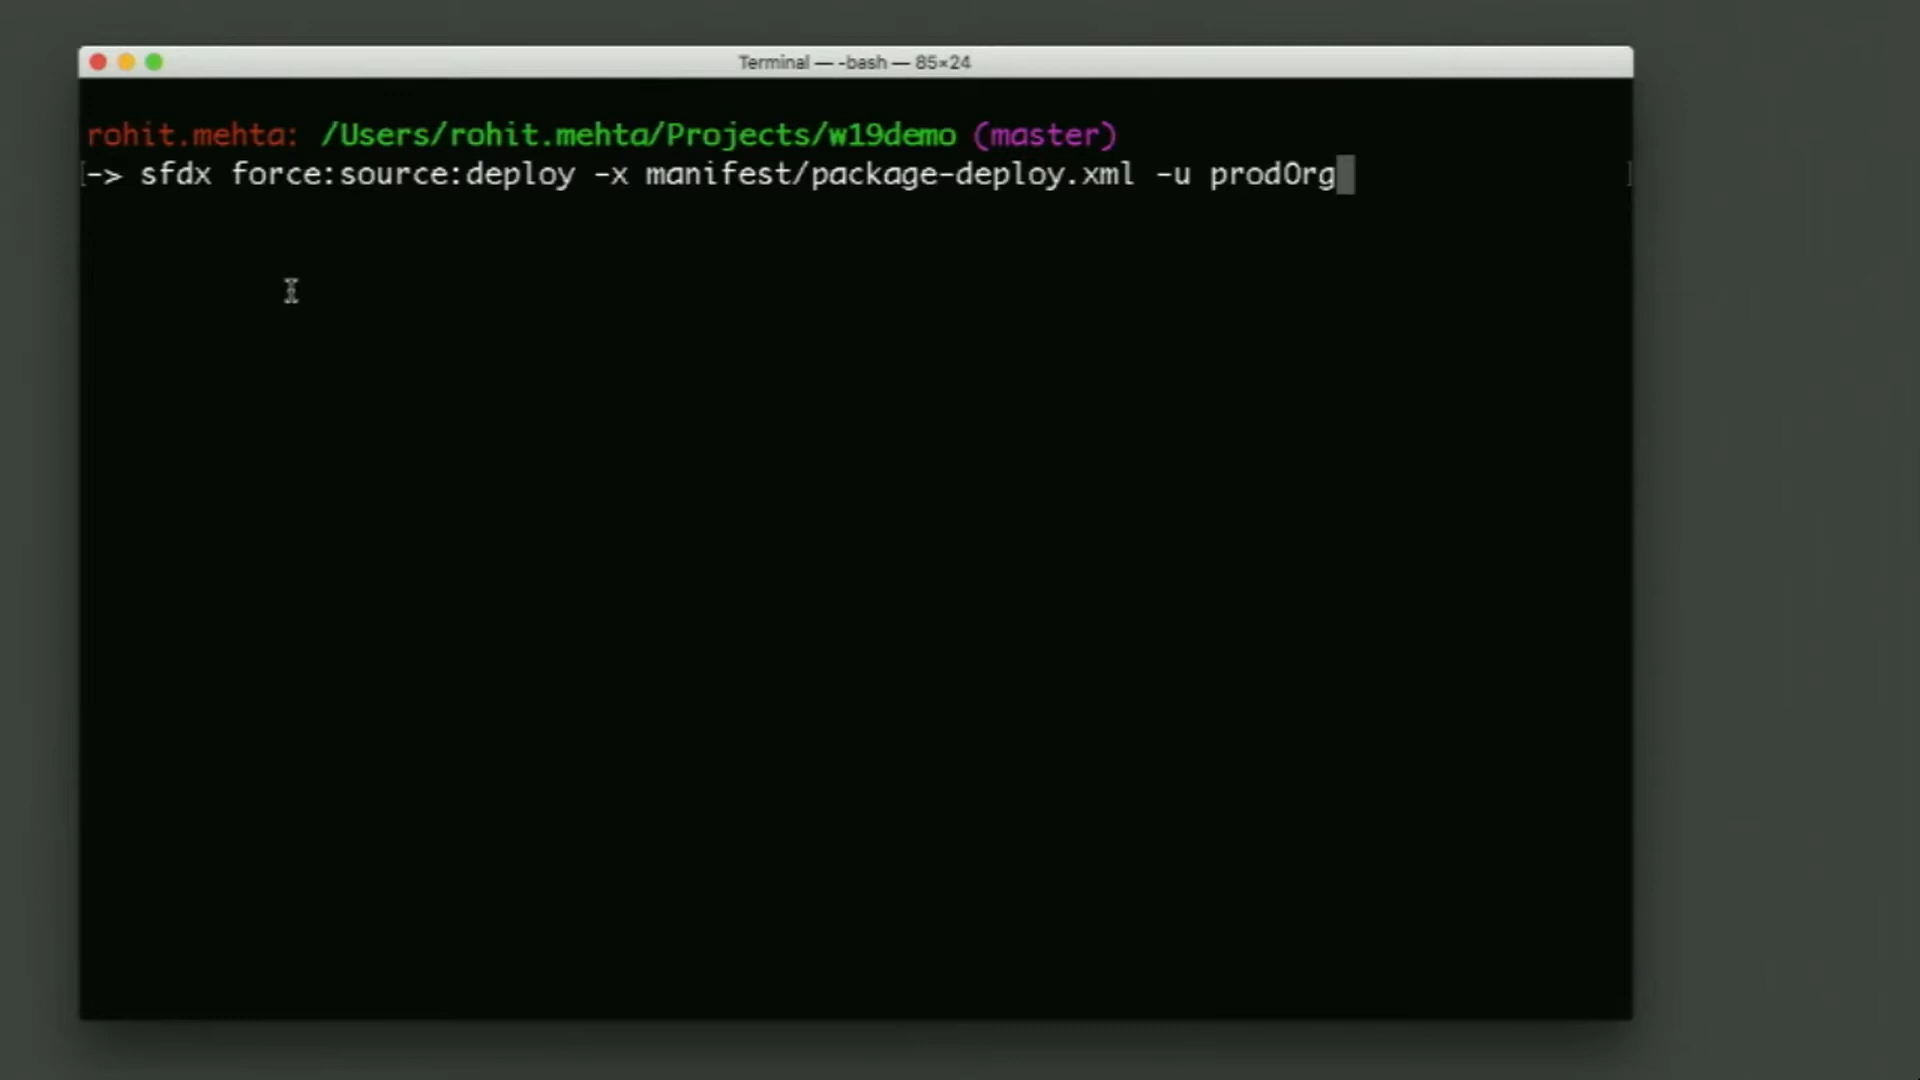 Terminal — -bash — 85×24
rohit.mehta: /Users/rohit.mehta/Projects/w19demo (master)
[-> sfdx force:source:deploy -x manifest/package-deploy.xml -u prodOrg ]